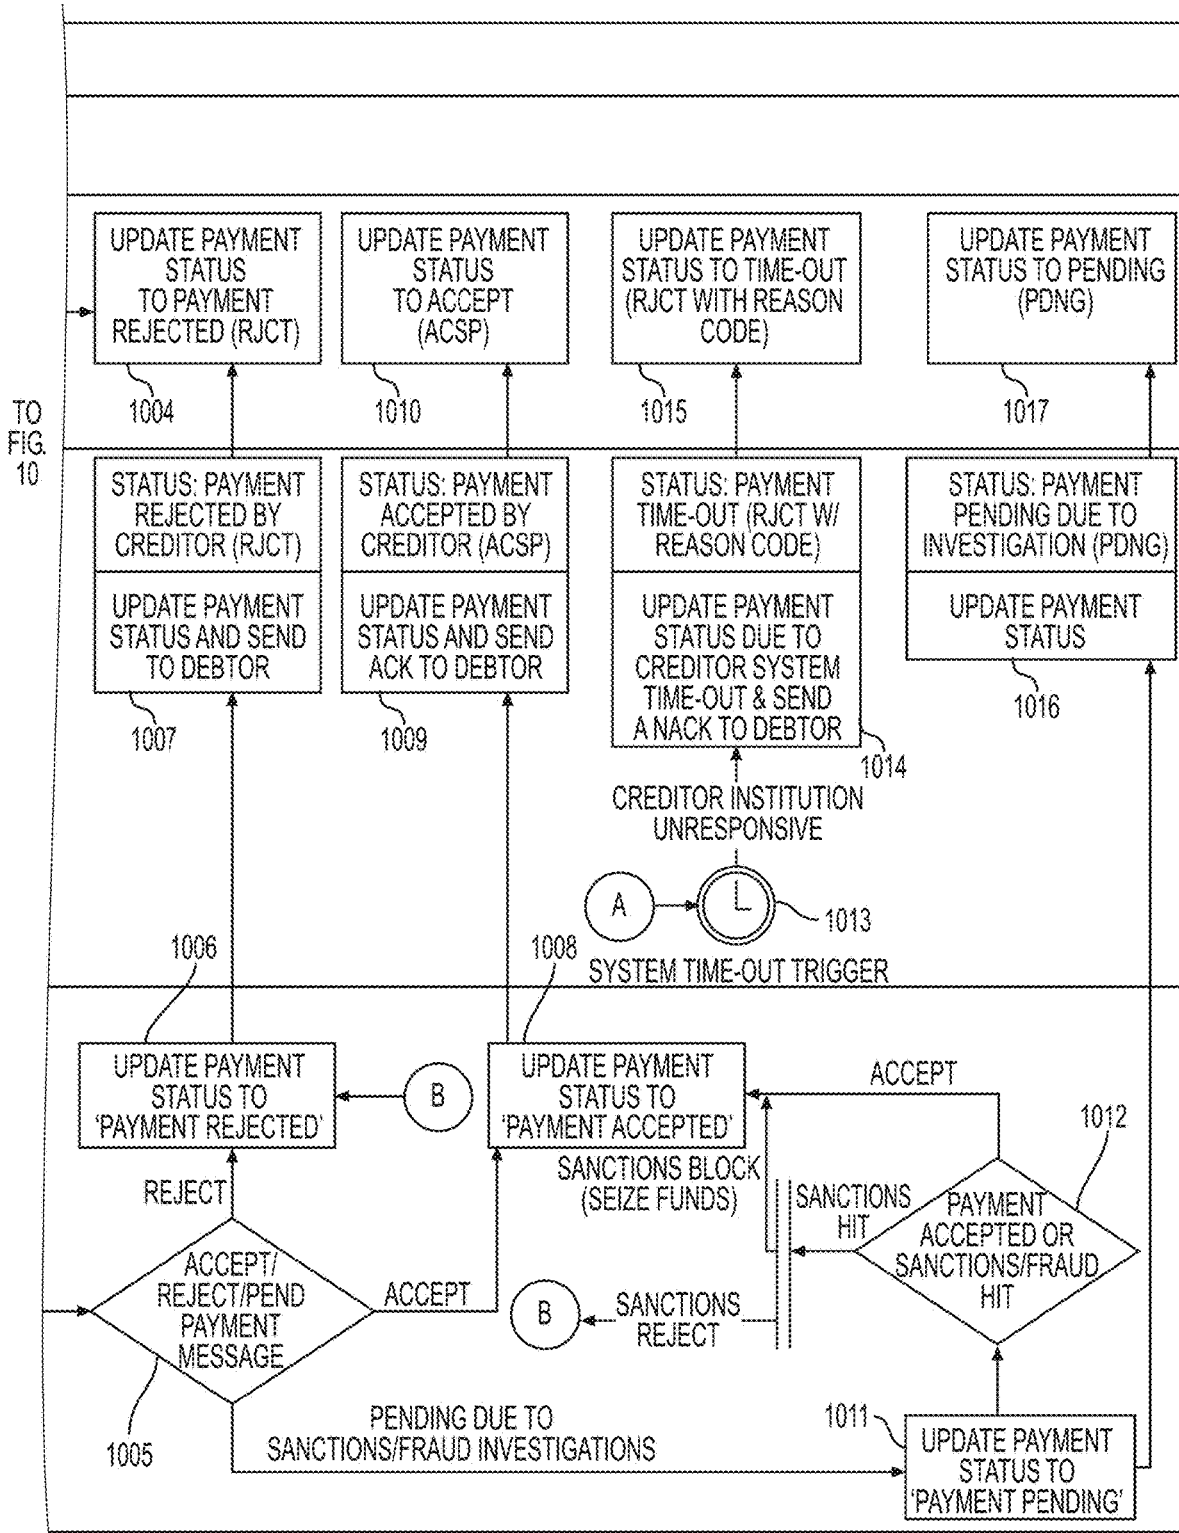 UPDATE PAYMENT
STATUS
TO PAYMENT
REJECTED (RJCT)
1004
UPDATE PAYMENT
STATUS
TO ACCEPT
(ACSP)
1010
UPDATE PAYMENT
STATUS TO TIME-OUT
(RJCT WITH REASON
CODE)
1015
UPDATE PAYMENT
STATUS TO PENDING
(PDNG)
1017
TO
FIG.
10
STATUS: PAYMENT
REJECTED BY
CREDITOR (RJCT)
UPDATE PAYMENT
STATUS AND SEND
TO DEBTOR
1007
STATUS: PAYMENT
ACCEPTED BY
CREDITOR (ACSP)
UPDATE PAYMENT
STATUS AND SEND
ACK TO DEBTOR
1009
STATUS: PAYMENT
TIME-OUT (RJCT W/
REASON CODE)
UPDATE PAYMENT
STATUS DUE TO
CREDITOR SYSTEM
TIME-OUT & SEND
A NACK TO DEBTOR
1014
STATUS: PAYMENT
PENDING DUE TO
INVESTIGATION (PDNG)
UPDATE PAYMENT
STATUS
1016
CREDITOR INSTITUTION
UNRESPONSIVE
A
1013
SYSTEM TIME-OUT TRIGGER
1006
UPDATE PAYMENT
STATUS TO
'PAYMENT REJECTED'
B
1008
UPDATE PAYMENT
STATUS TO
'PAYMENT ACCEPTED'
ACCEPT
1012
REJECT
SANCTIONS BLOCK
(SEIZE FUNDS)
SANCTIONS
HIT
PAYMENT
ACCEPTED OR
SANCTIONS/FRAUD
HIT
ACCEPT/
REJECT/PEND
PAYMENT
MESSAGE
1005
ACCEPT
B
SANCTIONS
REJECT
PENDING DUE TO
SANCTIONS/FRAUD INVESTIGATIONS
1011
UPDATE PAYMENT
STATUS TO
'PAYMENT PENDING'